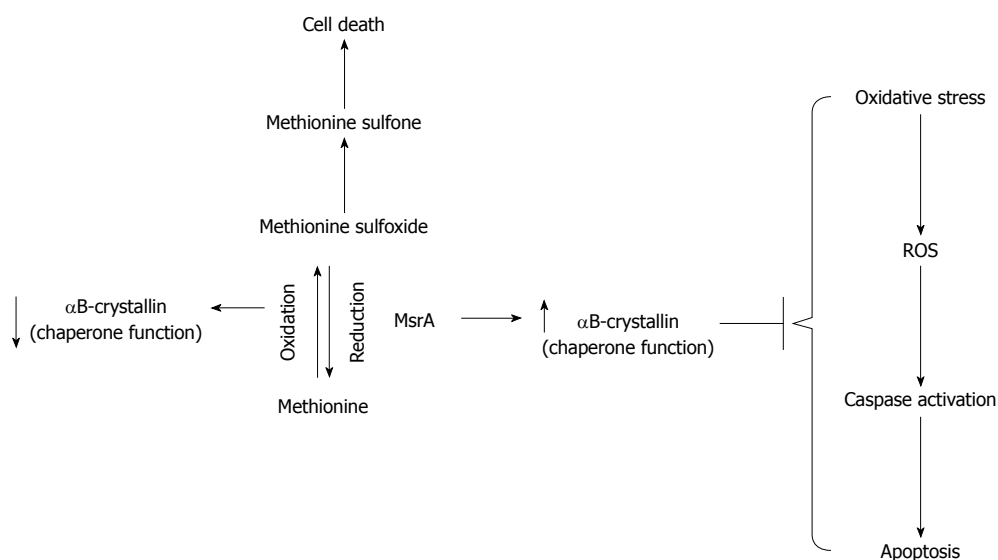 Cell death
Methionine sulfone
Methionine sulfoxide
αB-crystallin
(chaperone function)
Oxidation
Reduction
MsrA
αB-crystallin
(chaperone function)
Methionine
Oxidative stress
ROS
Caspase activation
Apoptosis